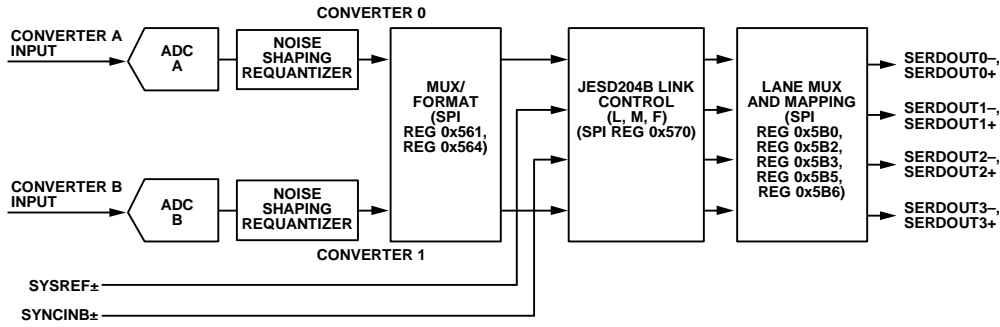 CONVERTER 0
CONVERTER A
INPUT
ADC
A
NOISE
SHAPING
REQUANTIZER
MUX/
FORMAT
(SPI
REG 0x561,
REG 0x564)
JESD204B LINK
CONTROL
(L, M, F)
(SPI REG 0x570)
LANE MUX
AND MAPPING
(SPI
REG 0x5B0,
REG 0x5B2,
REG 0x5B3,
REG 0x5B5,
REG 0x5B6)
SERDOUT0–,
SERDOUT0+
SERDOUT1–,
SERDOUT1+
SERDOUT2–,
SERDOUT2+
SERDOUT3–,
SERDOUT3+
CONVERTER B
INPUT
ADC
B
NOISE
SHAPING
REQUANTIZER
CONVERTER 1
SYSREF±
SYNCINB±